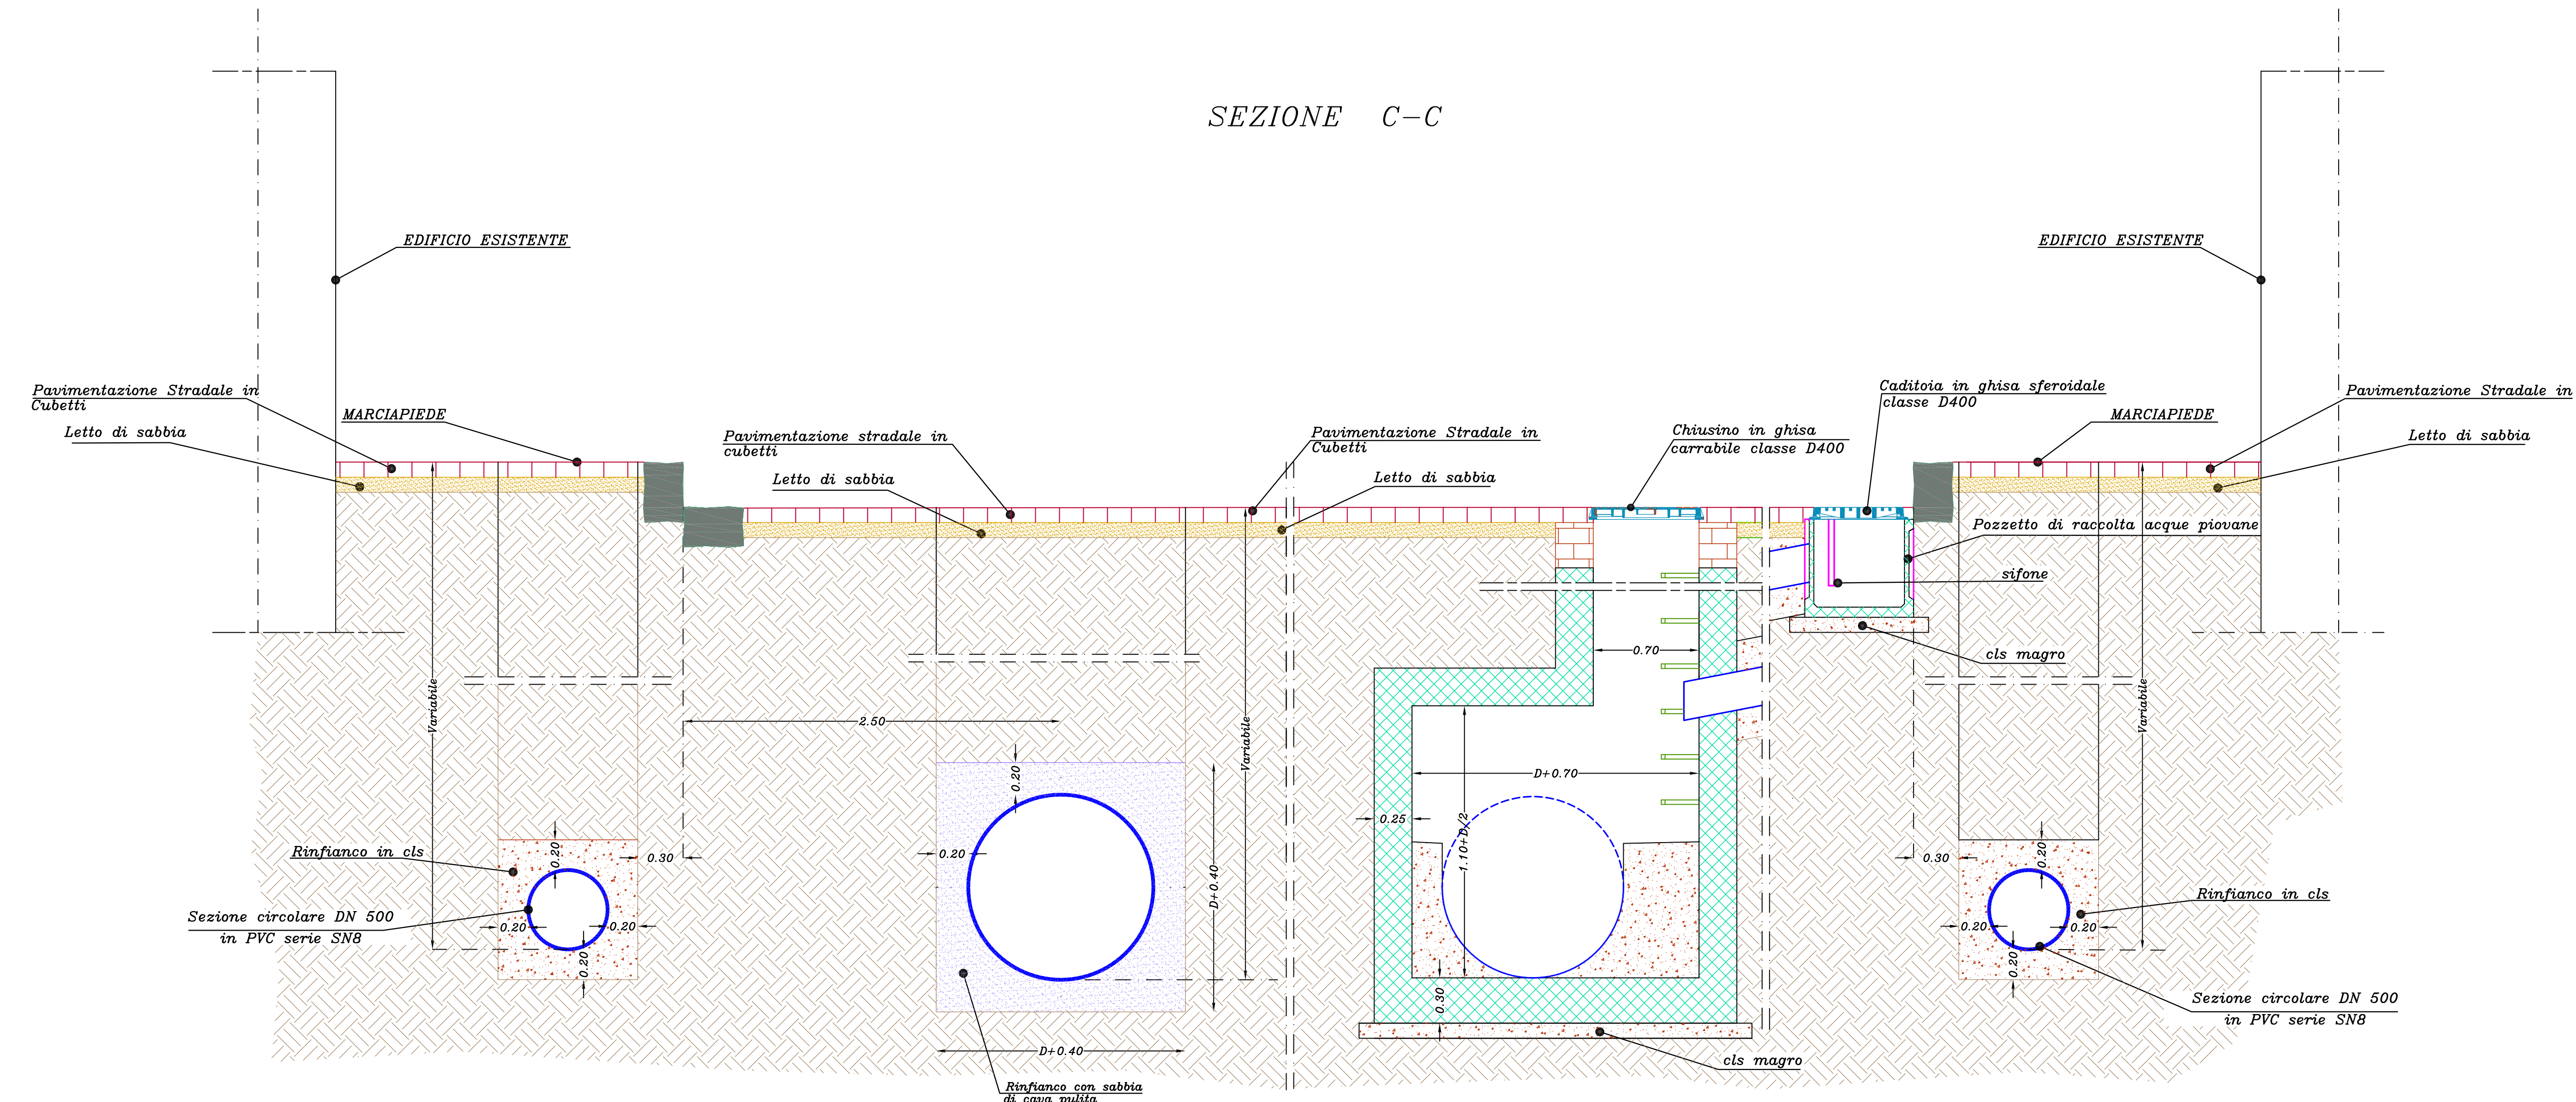 SEZIONE C-C
EDIFICIO ESISTENTE
EDIFICIO ESISTENTE
Pavimentazione Stradale in
Cubetti
Letto di sabbia
MARCIAPIEDE
Pavimentazione stradale in
cubetti
Letto di sabbia
Pavimentazione Stradale in
Cubetti
Letto di sabbia
Chiusino in ghisa
carrabile classe D400
Caditoia in ghisa sferoidale
classe D400
MARCIAPIEDE
Pavimentazione Stradale in
Letto di sabbia
Pozzetto di raccolta acque piovane
sifone
cls magro
Variabile
2.50
Variabile
0.70
Variabile
0.20
D+0.70
0.25
1.10+D/2
0.20
0.30
0.20
D+0.40
0.30
0.20
Rinfianco in cls
Sezione circolare DN 500
in PVC serie SN8
0.20
0.20
0.20
0.30
0.20
0.20
0.20
Rinfianco in cls
Sezione circolare DN 500
in PVC serie SN8
D+0.40
cls magro
Rinfianco con sabbia
di cava pulita